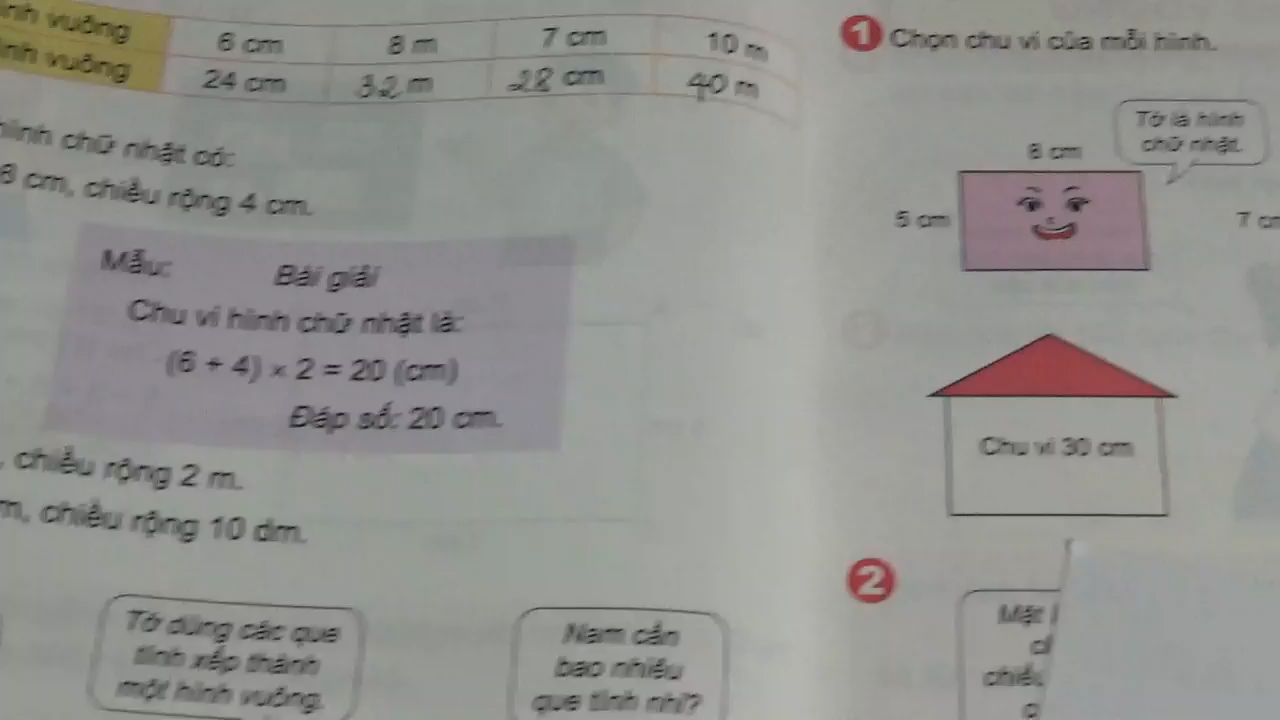 ình vuông 6 cm 8 m 7 cm 10 m
ình vuông 24 cm 32 m 28 cm 40 m
hình chữ nhật có:
8 cm, chiều rộng 4 cm.
Mẫu: Bài giải
Chu vi hình chữ nhật là:
(6 + 4) × 2 = 20 (cm)
Đáp số: 20 cm.
, chiều rộng 2 m.
m, chiều rộng 10 dm.
Tớ dùng các que
tính xếp thành
một hình vuông.
Nam cần
bao nhiêu
que tính nhỉ?
1 Chọn chu vi của mỗi hình.
Tớ là hình
chữ nhật.
8 cm
5 cm
7 cm
Chu vi 30 cm
2
Mặt
chiều